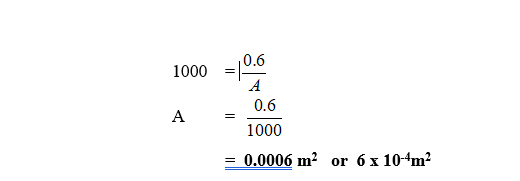 1000 = 0.6/A
A = 0.6/1000
= 0.0006 m² or 6 x 10⁻⁴m²